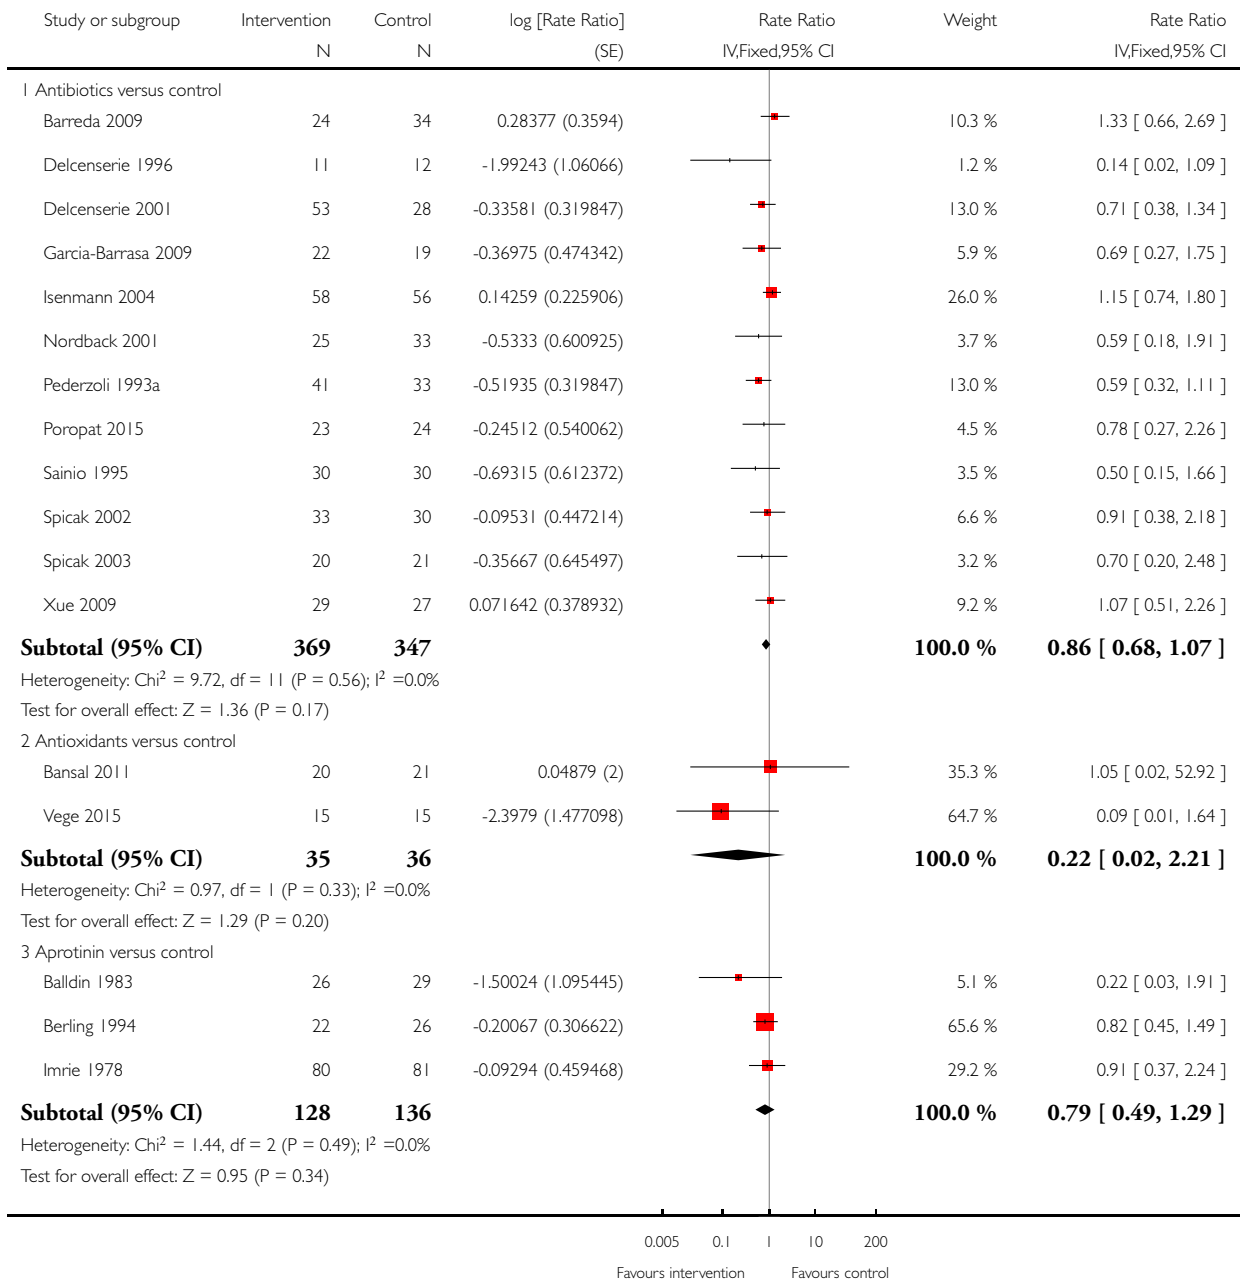 Study or subgroup Intervention Control log [Rate Ratio] Rate Ratio Weight Rate Ratio
N N (SE) IV,Fixed,95% CI IV,Fixed,95% CI
1 Antibiotics versus control
Barreda 2009 24 34 0.28377 (0.3594) 10.3 % 1.33 [ 0.66, 2.69 ]
Delcenserie 1996 11 12 -1.99243 (1.06066) 1.2 % 0.14 [ 0.02, 1.09 ]
Delcenserie 2001 53 28 -0.33581 (0.319847) 13.0 % 0.71 [ 0.38, 1.34 ]
Garcia-Barrasa 2009 22 19 -0.36975 (0.474342) 5.9 % 0.69 [ 0.27, 1.75 ]
Isenmann 2004 58 56 0.14259 (0.225906) 26.0 % 1.15 [ 0.74, 1.80 ]
Nordback 2001 25 33 -0.5333 (0.600925) 3.7 % 0.59 [ 0.18, 1.91 ]
Pederzoli 1993a 41 33 -0.51935 (0.319847) 13.0 % 0.59 [ 0.32, 1.11 ]
Poropat 2015 23 24 -0.24512 (0.540062) 4.5 % 0.78 [ 0.27, 2.26 ]
Sainio 1995 30 30 -0.69315 (0.612372) 3.5 % 0.50 [ 0.15, 1.66 ]
Spicak 2002 33 30 -0.09531 (0.447214) 6.6 % 0.91 [ 0.38, 2.18 ]
Spicak 2003 20 21 -0.35667 (0.645497) 3.2 % 0.70 [ 0.20, 2.48 ]
Xue 2009 29 27 0.071642 (0.378932) 9.2 % 1.07 [ 0.51, 2.26 ]
Subtotal (95% CI) 369 347 100.0 % 0.86 [ 0.68, 1.07 ]
Heterogeneity: Chi² = 9.72, df = 11 (P = 0.56); I² =0.0%
Test for overall effect: Z = 1.36 (P = 0.17)
2 Antioxidants versus control
Bansal 2011 20 21 0.04879 (2) 35.3 % 1.05 [ 0.02, 52.92 ]
Vege 2015 15 15 -2.3979 (1.477098) 64.7 % 0.09 [ 0.01, 1.64 ]
Subtotal (95% CI) 35 36 100.0 % 0.22 [ 0.02, 2.21 ]
Heterogeneity: Chi² = 0.97, df = 1 (P = 0.33); I² =0.0%
Test for overall effect: Z = 1.29 (P = 0.20)
3 Aprotinin versus control
Balldin 1983 26 29 -1.50024 (1.095445) 5.1 % 0.22 [ 0.03, 1.91 ]
Berling 1994 22 26 -0.20067 (0.306622) 65.6 % 0.82 [ 0.45, 1.49 ]
Imrie 1978 80 81 -0.09294 (0.459468) 29.2 % 0.91 [ 0.37, 2.24 ]
Subtotal (95% CI) 128 136 100.0 % 0.79 [ 0.49, 1.29 ]
Heterogeneity: Chi² = 1.44, df = 2 (P = 0.49); I² =0.0%
Test for overall effect: Z = 0.95 (P = 0.34)
0.005 0.1 1 10 200
Favours intervention Favours control